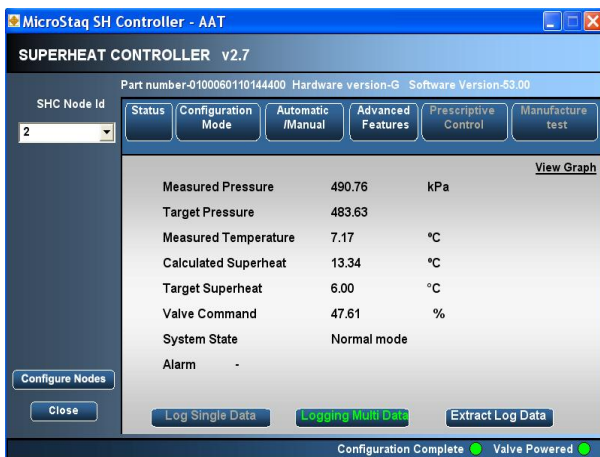 MicroStaq SH Controller - AAT
SUPERHEAT CONTROLLER v2.7
Part number-0100060110144400 Hardware version-G Software Version-53.00
SHC Node Id
2
Status
Configuration
Mode
Automatic
/Manual
Advanced
Features
Prescriptive
Control
Manufacture
test
View Graph
Measured Pressure 490.76 kPa
Target Pressure 483.63
Measured Temperature 7.17 °C
Calculated Superheat 13.34 °C
Target Superheat 6.00 °C
Valve Command 47.61 %
System State Normal mode
Alarm -
Configure Nodes
Close
Log Single Data
Logging Multi Data
Extract Log Data
Configuration Complete Valve Powered